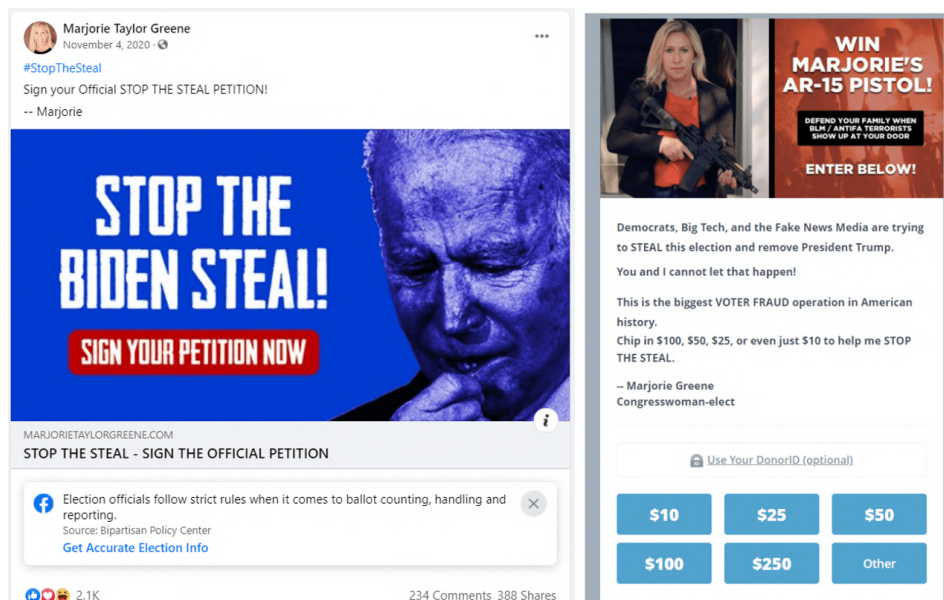 Marjorie Taylor Greene
November 4, 2020 ·
#StopTheSteal
Sign your Official STOP THE STEAL PETITION!
-- Marjorie
STOP THE
BIDEN STEAL!
SIGN YOUR PETITION NOW
MARJORIETAYLORGREENE.COM
STOP THE STEAL - SIGN THE OFFICIAL PETITION
Election officials follow strict rules when it comes to ballot counting, handling and
reporting.
Source: Bipartisan Policy Center
Get Accurate Election Info
2.1K
234 Comments 388 Shares
WIN
MARJORIE'S
AR-15 PISTOL!
DEFEND YOUR FAMILY WHEN
BLM / ANTIFA TERRORISTS
SHOW UP AT YOUR DOOR
ENTER BELOW!
Democrats, Big Tech, and the Fake News Media are trying
to STEAL this election and remove President Trump.
You and I cannot let that happen!
This is the biggest VOTER FRAUD operation in American
history.
Chip in $100, $50, $25, or even just $10 to help me STOP
THE STEAL.
-- Marjorie Greene
Congresswoman-elect
Use Your DonorID (optional)
$10 $25 $50
$100 $250 Other